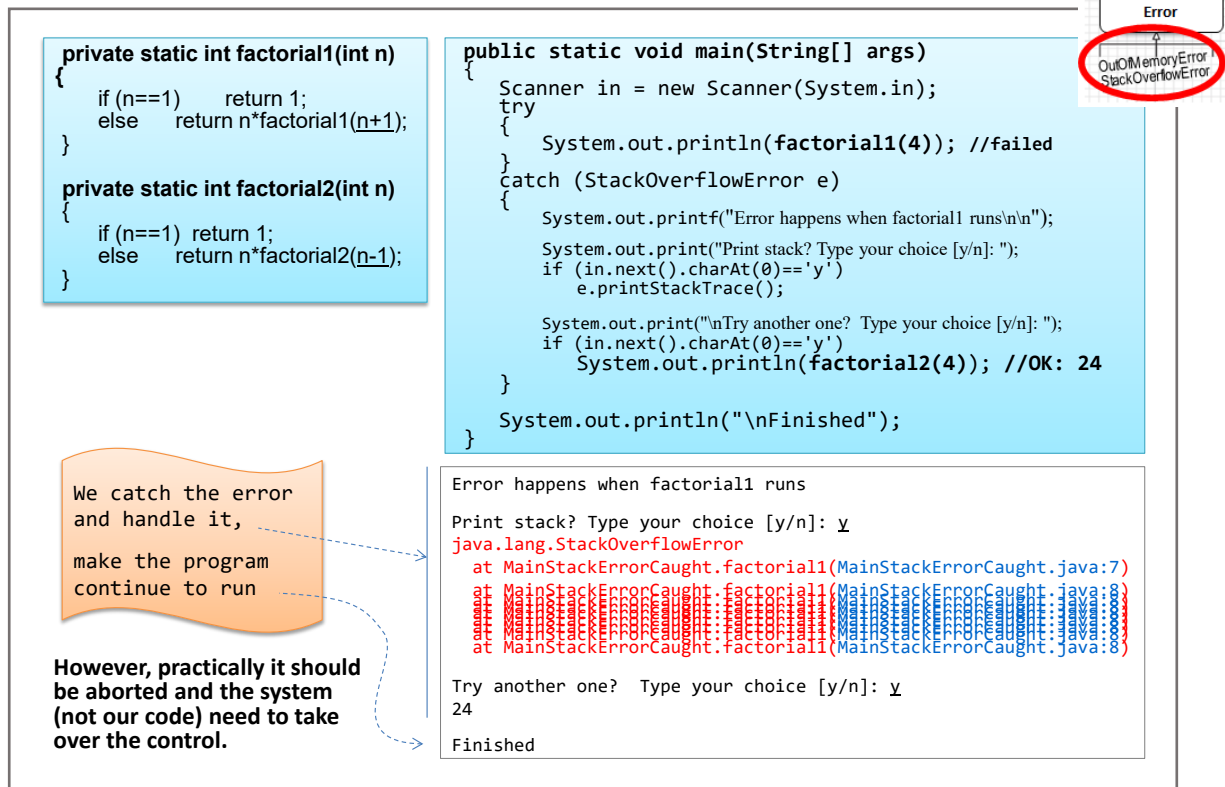 Error
OutOfMemoryError
StackOverflowError
private static int factorial1(int n)
{
if (n==1) return 1;
else return n*factorial1(n+1);
}
private static int factorial2(int n)
{
if (n==1) return 1;
else return n*factorial2(n-1);
}
public static void main(String[] args)
{
Scanner in = new Scanner(System.in);
try
{
System.out.println(factorial1(4)); //failed
}
catch (StackOverflowError e)
{
System.out.printf("Error happens when factorial1 runs\n\n");
System.out.print("Print stack? Type your choice [y/n]: ");
if (in.next().charAt(0)=='y')
e.printStackTrace();
System.out.print("\nTry another one?  Type your choice [y/n]: ");
if (in.next().charAt(0)=='y')
System.out.println(factorial2(4)); //OK: 24
}
System.out.println("\nFinished");
}
We catch the error
and handle it,
make the program
continue to run
However, practically it should
be aborted and the system
(not our code) need to take
over the control.
Error happens when factorial1 runs
Print stack? Type your choice [y/n]: y
java.lang.StackOverflowError
at MainStackErrorCaught.factorial1(MainStackErrorCaught.java:7)
at MainStackErrorCaught.factorial1(MainStackErrorCaught.java:8)
at MainStackErrorCaught.factorial1(MainStackErrorCaught.java:8)
Try another one?  Type your choice [y/n]: y
24
Finished